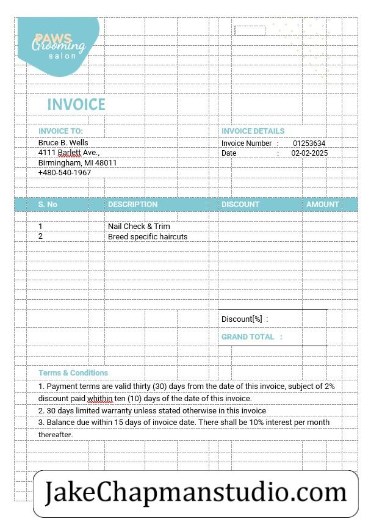 PAWS
Grooming
salon
INVOICE
INVOICE TO:
Bruce B. Wells
4111 Barlett Ave.,
Birmingham, MI 48011
+480-540-1967
INVOICE DETAILS
Invoice Number : 01253634
Date : 02-02-2025
S. No DESCRIPTION DISCOUNT AMOUNT
1 Nail Check & Trim
2 Breed specific haircuts
Discount[%] :
GRAND TOTAL :
Terms & Conditions
1. Payment terms are valid thirty (30) days from the date of this invoice, subject of 2%
discount paid whithin ten (10) days of the date of this invoice
2. 30 days limited warranty unless stated otherwise in this invoice
3. Balance due within 15 days of invoice date. There shall be 10% interest per month
thereafter.
JakeChapmanstudio.com